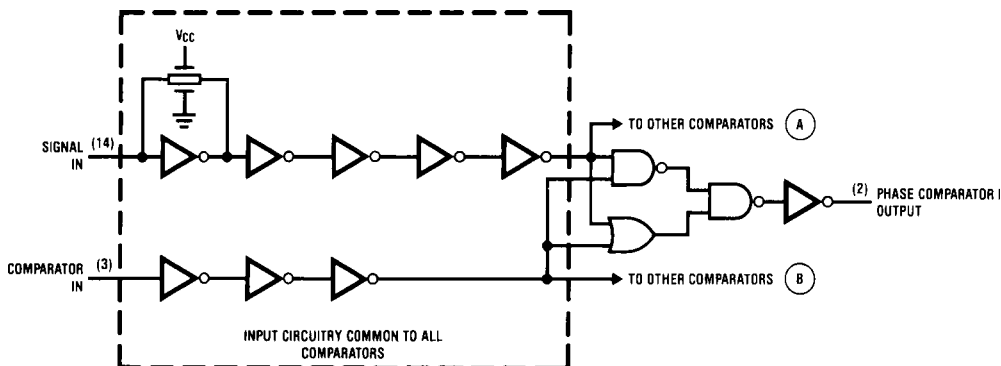 Vcc
SIGNAL
IN
(14)
TO OTHER COMPARATORS A
(2)
PHASE COMPARATOR I
OUTPUT
COMPARATOR
IN
(3)
TO OTHER COMPARATORS B
INPUT CIRCUITRY COMMON TO ALL
COMPARATORS